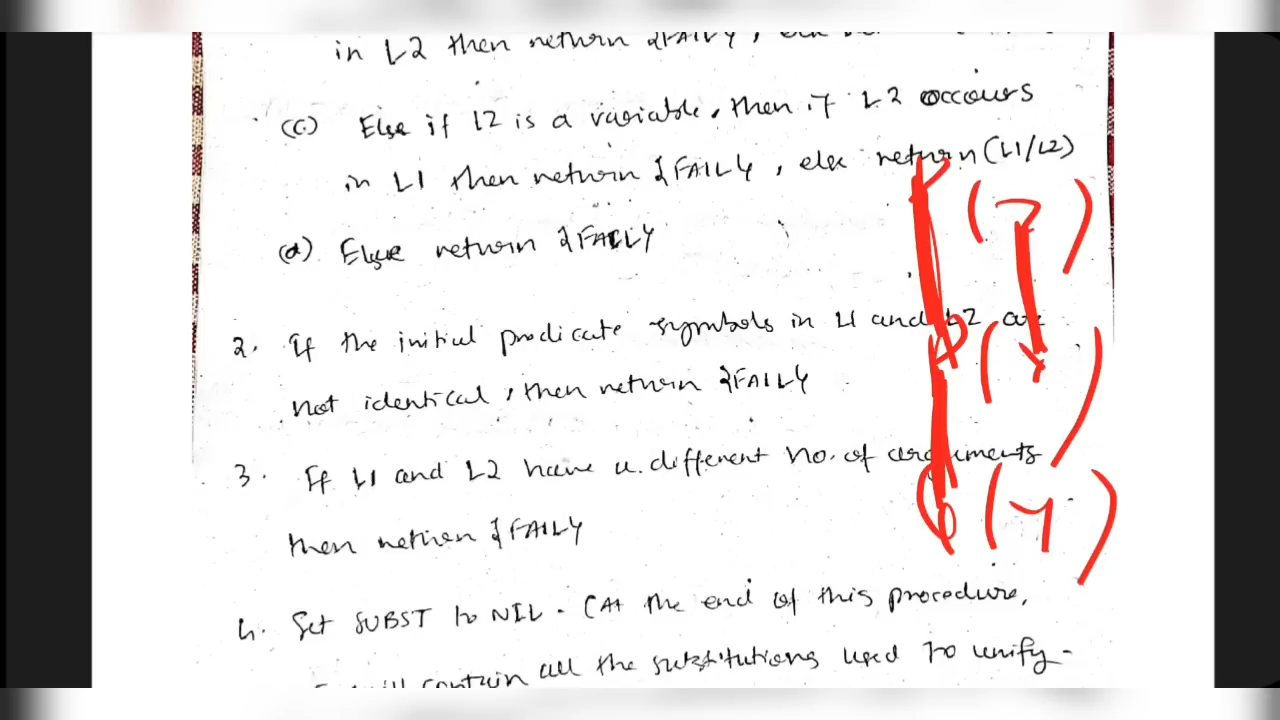 in L2 then return {FAIL}, else
(c) Else if L2 is a variable, then if L2 occours
in L1 then return {FAIL}, else return (L1/L2)
(d) Else return {FAIL}
2. If the initial predicate symbols in L1 and L2 are
not identical, then return {FAIL}
3. If L1 and L2 have a different no. of arguments
then return {FAIL}
4. Set SUBST to NIL. (At the end of this procedure,
will contain all the substitutions used to unify
P ( )
P ( Y )
Q ( Y )